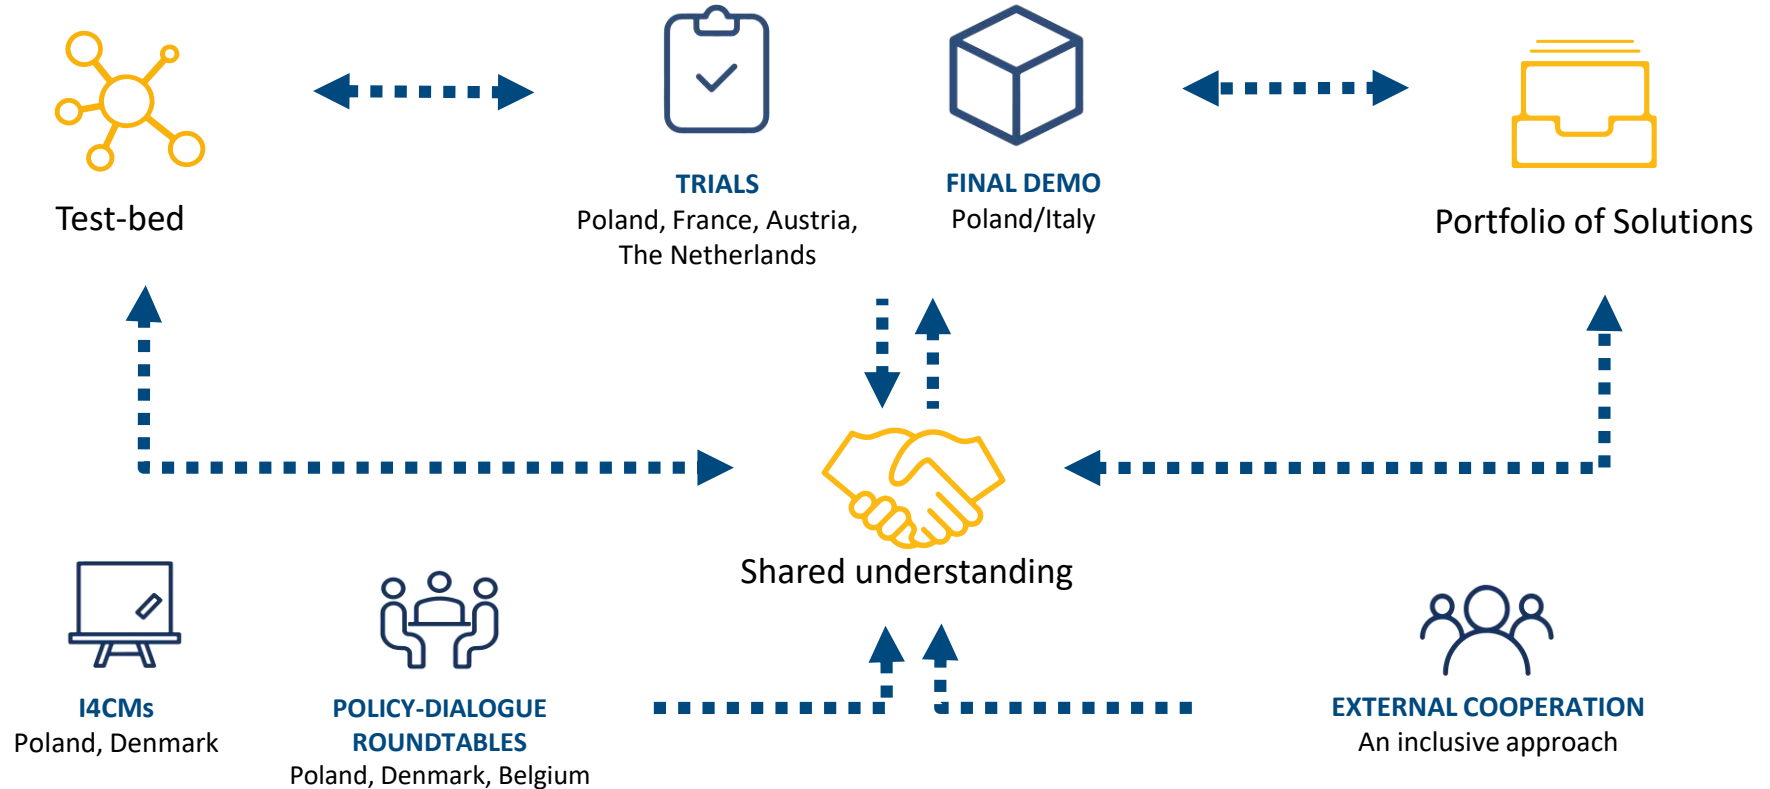 Test-bed
TRIALS
Poland, France, Austria,
The Netherlands
FINAL DEMO
Poland/Italy
Portfolio of Solutions
Shared understanding
I4CMs
Poland, Denmark
POLICY-DIALOGUE
ROUNDTABLES
Poland, Denmark, Belgium
EXTERNAL COOPERATION
An inclusive approach